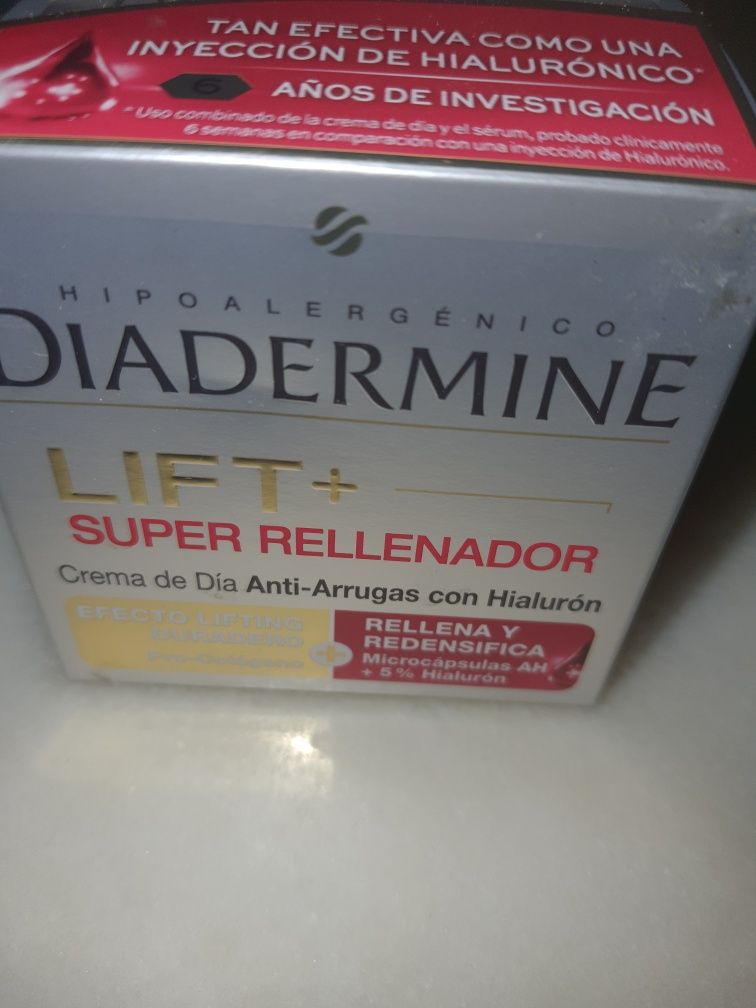 TAN EFECTIVA COMO UNA
INYECCIÓN DE HIALURÓNICO*
6 AÑOS DE INVESTIGACIÓN
* Uso combinado de la crema de día y el sérum, probado clínicamente
6 semanas en comparación con una inyección de Hialurónico.
HIPOALERGÉNICO
DIADERMINE
LIFT+
SUPER RELLENADOR
Crema de Día Anti-Arrugas con Hialurón
EFECTO LIFTING
DURADERO
Pro-Colágeno
+
RELLENA Y
REDENSIFICA
Microcápsulas AH
+ 5% Hialurón